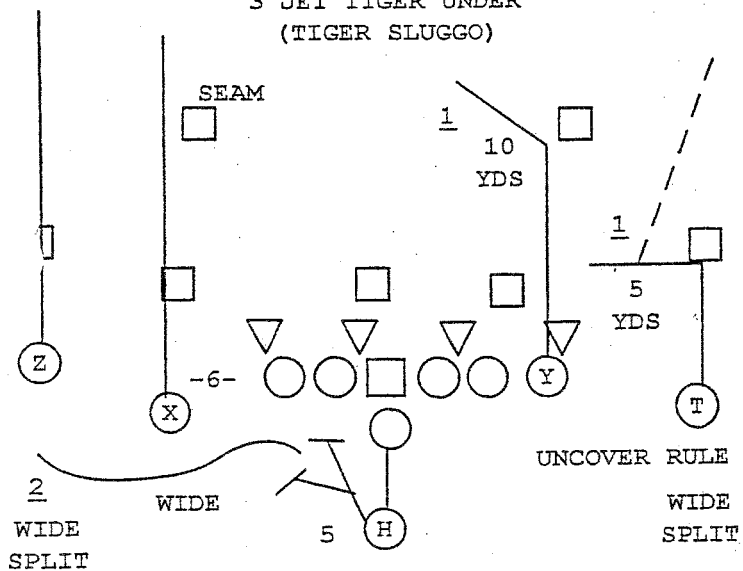 3 JET TIGER UNDER
(TIGER SLUGGO)
SEAM
1
10
YDS
1
5
YDS
Z
-6-
X
Y
T
UNCOVER RULE
2
WIDE
SPLIT
WIDE
5
H
WIDE
SPLIT